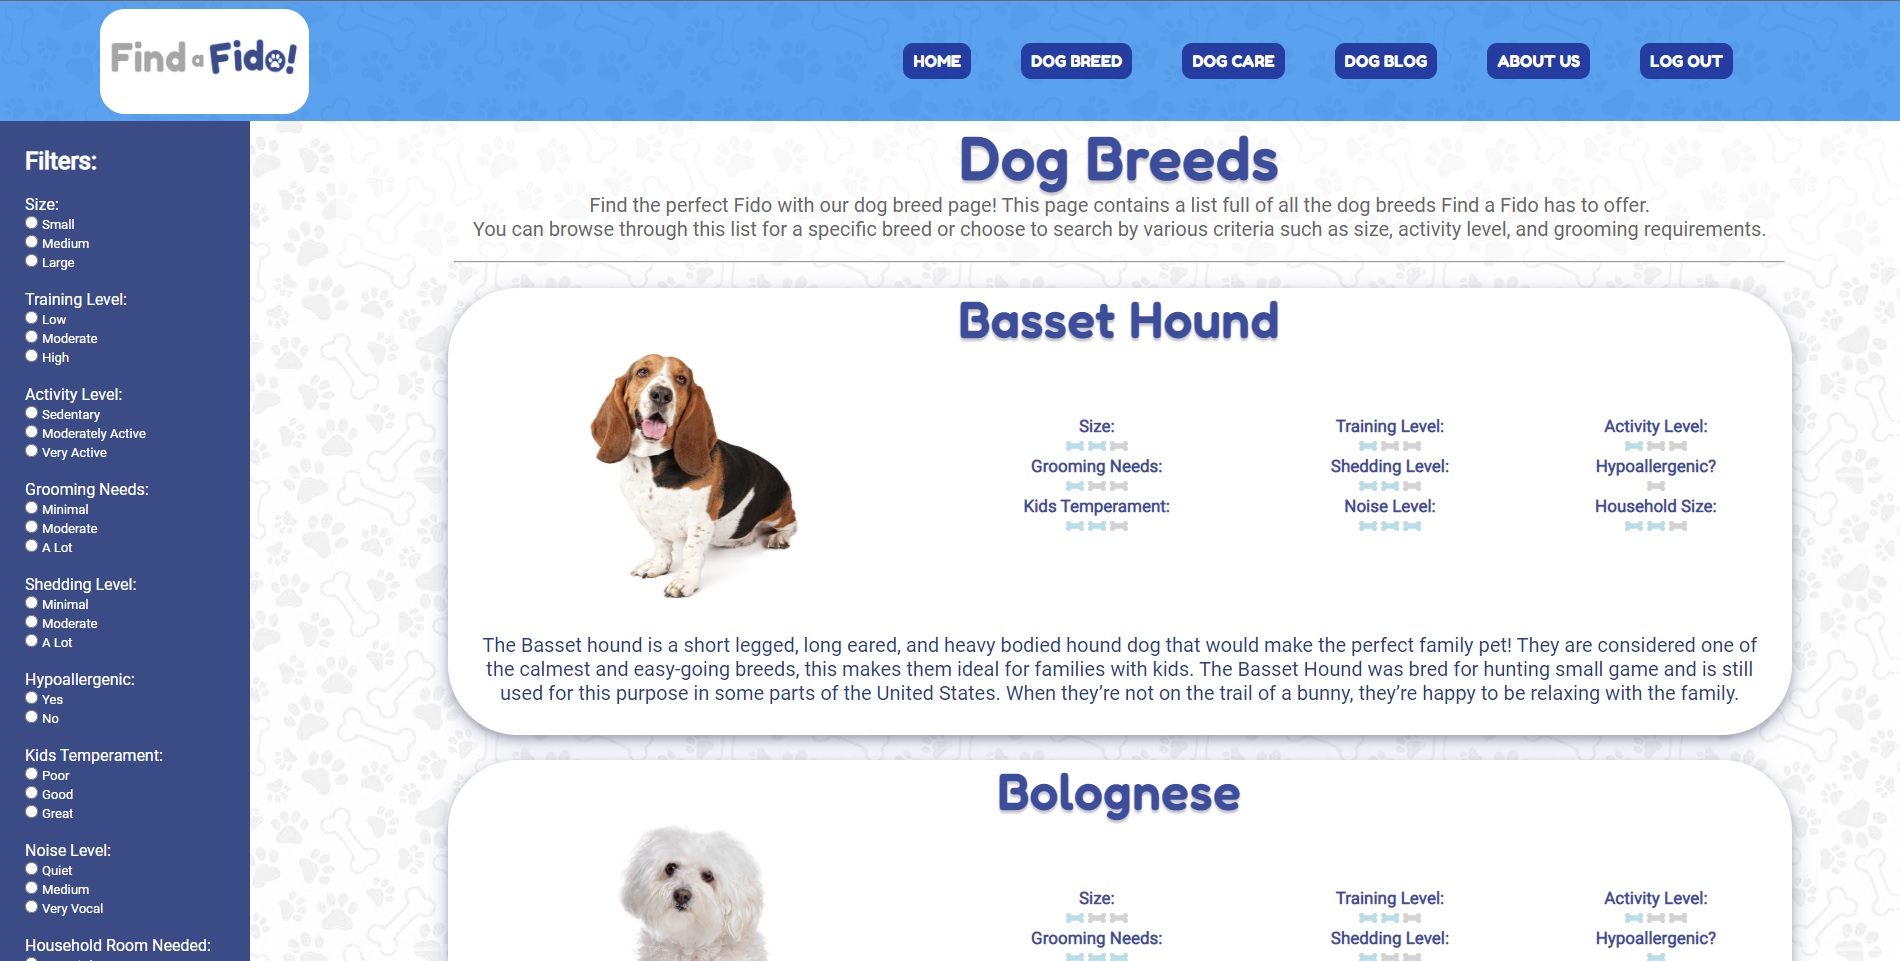 Find a Fido!
HOME
DOG BREED
DOG CARE
DOG BLOG
ABOUT US
LOG OUT
Filters:
Size:
Small
Medium
Large
Training Level:
Low
Moderate
High
Activity Level:
Sedentary
Moderately Active
Very Active
Grooming Needs:
Minimal
Moderate
A Lot
Shedding Level:
Minimal
Moderate
A Lot
Hypoallergenic:
Yes
No
Kids Temperament:
Poor
Good
Great
Noise Level:
Quiet
Medium
Very Vocal
Household Room Needed:
Dog Breeds
Find the perfect Fido with our dog breed page! This page contains a list full of all the dog breeds Find a Fido has to offer.
You can browse through this list for a specific breed or choose to search by various criteria such as size, activity level, and grooming requirements.
Basset Hound
Size:
Training Level:
Activity Level:
Grooming Needs:
Shedding Level:
Hypoallergenic?
Kids Temperament:
Noise Level:
Household Size:
The Basset hound is a short legged, long eared, and heavy bodied hound dog that would make the perfect family pet! They are considered one of
the calmest and easy-going breeds, this makes them ideal for families with kids. The Basset Hound was bred for hunting small game and is still
used for this purpose in some parts of the United States. When they’re not on the trail of a bunny, they’re happy to be relaxing with the family.
Bolognese
Size:
Training Level:
Activity Level:
Grooming Needs:
Shedding Level:
Hypoallergenic?